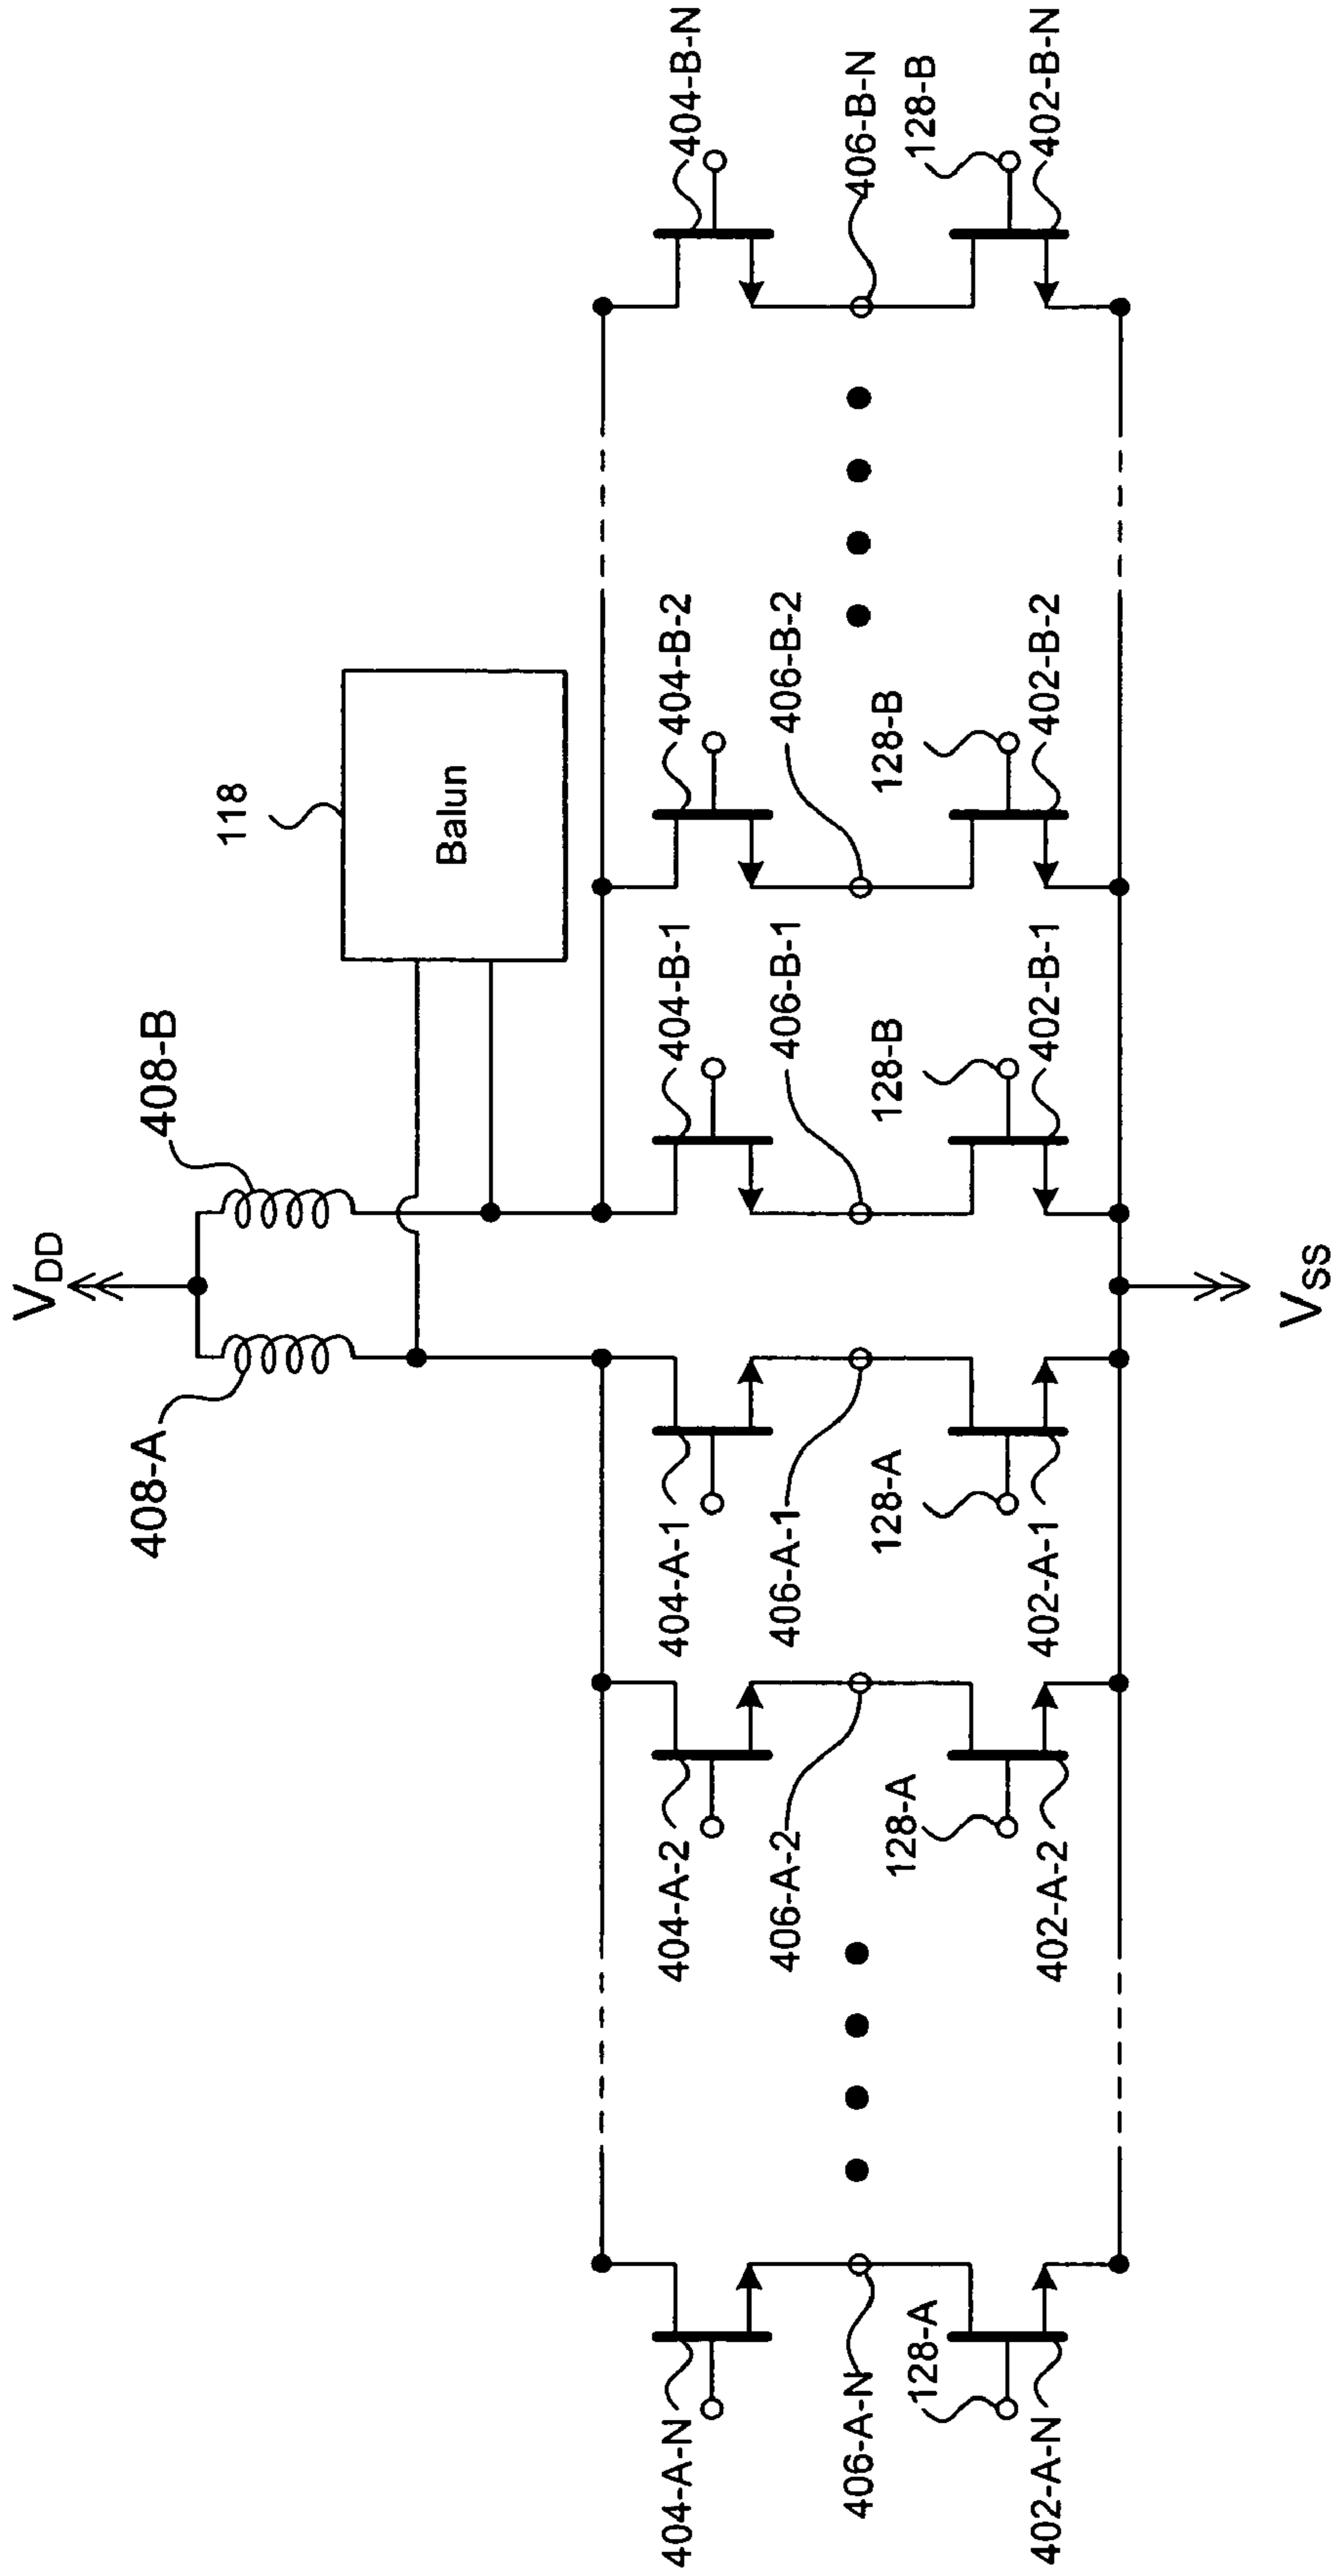 V_DD
408-A
408-B
118
Balun
404-A-N
404-A-2
404-A-1
404-B-1
404-B-2
404-B-N
406-A-N
406-A-2
406-A-1
406-B-1
406-B-2
406-B-N
128-A
128-A
128-A
128-B
128-B
128-B
402-A-N
402-A-2
402-A-1
402-B-1
402-B-2
402-B-N
V_SS